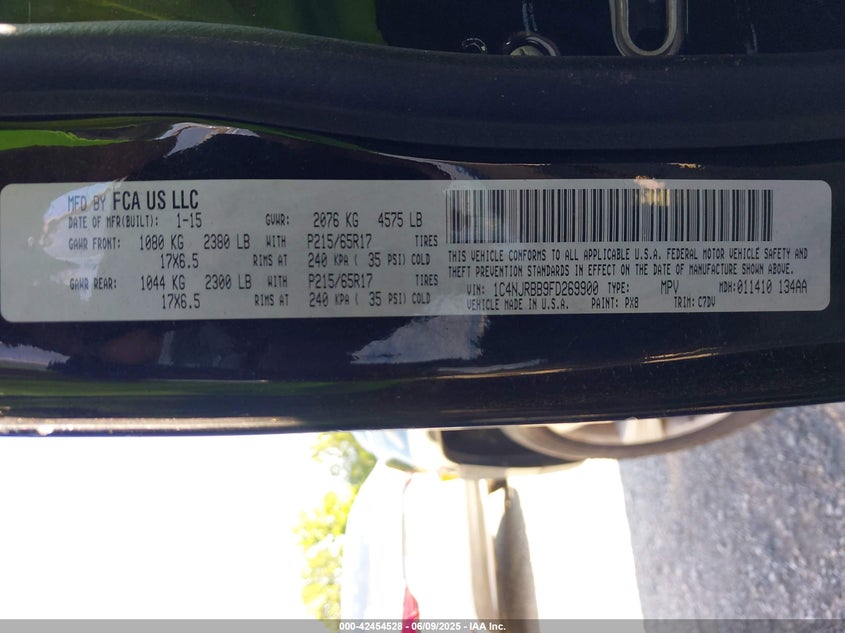 MFD BY FCA US LLC
DATE OF MFR(BUILT): 1-15 GVWR: 2076 KG 4575 LB
GAWR FRONT: 1080 KG 2380 LB WITH P215/65R17 TIRES
17X6.5 RIMS AT 240 KPA ( 35 PSI) COLD
GAWR REAR: 1044 KG 2300 LB WITH P215/65R17 TIRES
17X6.5 RIMS AT 240 KPA ( 35 PSI) COLD
THIS VEHICLE CONFORMS TO ALL APPLICABLE U.S.A. FEDERAL MOTOR VEHICLE SAFETY AND
THEFT PREVENTION STANDARDS IN EFFECT ON THE DATE OF MANUFACTURE SHOWN ABOVE.
VIN: 1C4NJRBB9FD269900 TYPE: MPV MDH: 011410 134AA
VEHICLE MADE IN U.S.A. PAINT: PX8 TRIM: C7DV
000-42454528 - 06/09/2025 - IAA Inc.